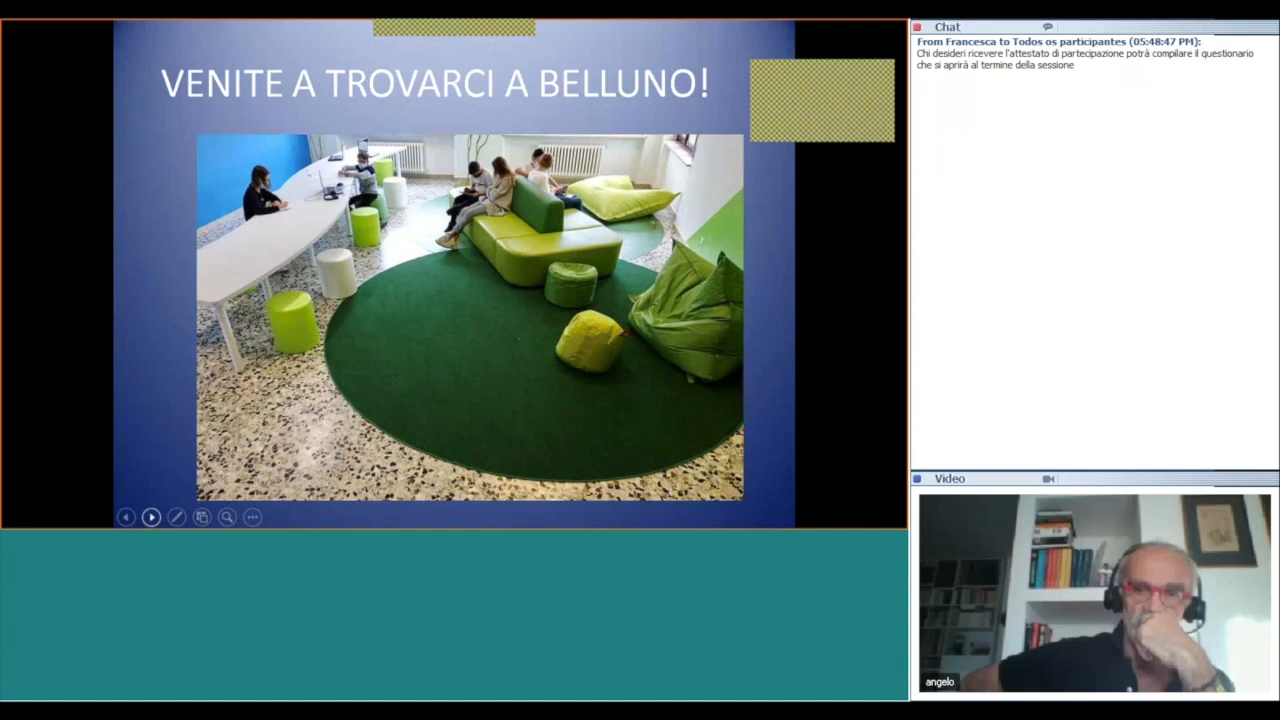 VENITE A TROVARCI A BELLUNO!
Chat
From Francesca to Todos os participantes (05:48:47 PM):
Chi desideri ricevere l'attestato di partecipazione potrà compilare il questionario
che si aprirà al termine della sessione
Video
angelo